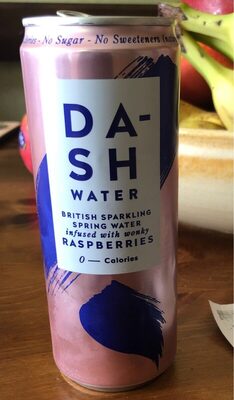 No Sugar - No Sweeteners
DA-
SH
WATER
BRITISH SPARKLING
SPRING WATER
infused with wonky
RASPBERRIES
0 — Calories